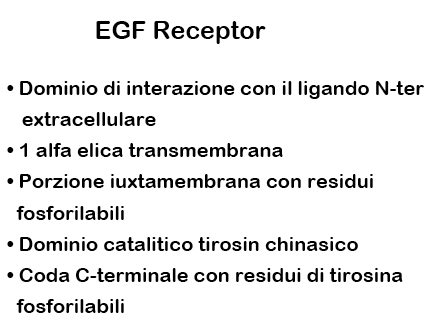 EGF Receptor
• Dominio di interazione con il ligando N-ter
extracellulare
• 1 alfa elica transmembrana
• Porzione iuxtamembrana con residui
fosforilabili
• Dominio catalitico tirosin chinasico
• Coda C-terminale con residui di tirosina
fosforilabili